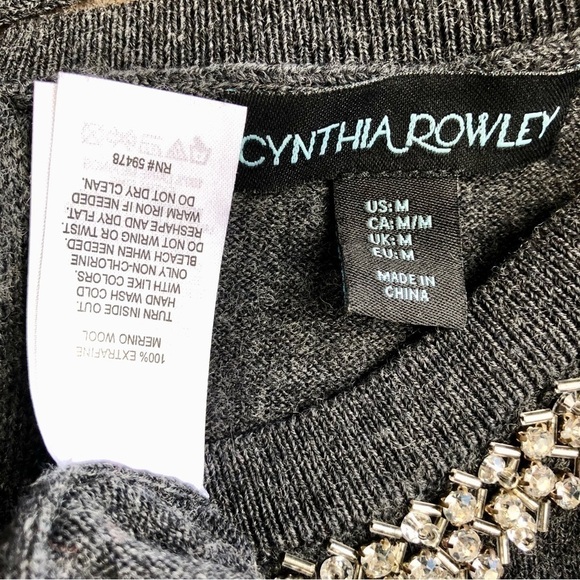 CYNTHIA ROWLEY
US: M
CA: M/M
UK: M
EU: M
MADE IN
CHINA
100% EXTRAFINE
MERINO WOOL
TURN INSIDE OUT.
HAND WASH COLD
WITH LIKE COLORS.
ONLY NON-CHLORINE
BLEACH WHEN NEEDED.
DO NOT WRING OR TWIST.
RESHAPE AND DRY FLAT.
WARM IRON IF NEEDED
DO NOT DRY CLEAN.
RN# 59478